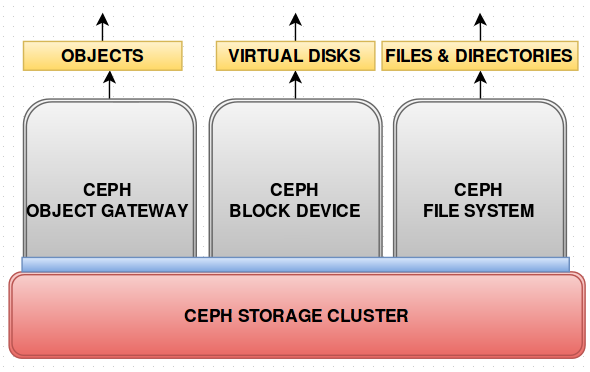 OBJECTS
VIRTUAL DISKS
FILES & DIRECTORIES
CEPH
OBJECT GATEWAY
CEPH
BLOCK DEVICE
CEPH
FILE SYSTEM
CEPH STORAGE CLUSTER